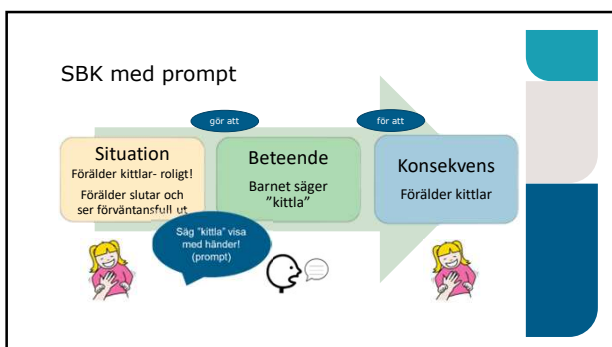 SBK med prompt
gör att
för att
Situation
Förälder kittlar- roligt!
Förälder slutar och
ser förväntansfull ut
Beteende
Barnet säger
”kittla”
Konsekvens
Förälder kittlar
Säg ”kittla” visa
med händer!
(prompt)